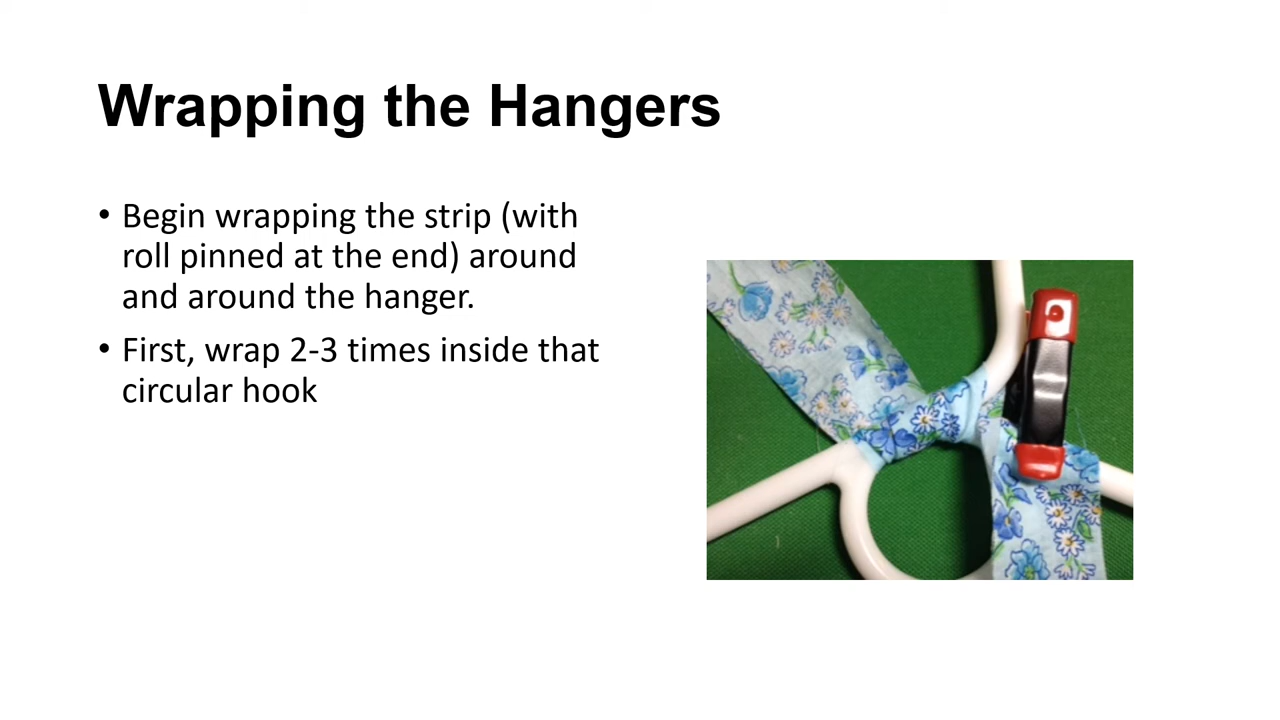 Wrapping the Hangers
• Begin wrapping the strip (with
roll pinned at the end) around
and around the hanger.
• First, wrap 2-3 times inside that
circular hook